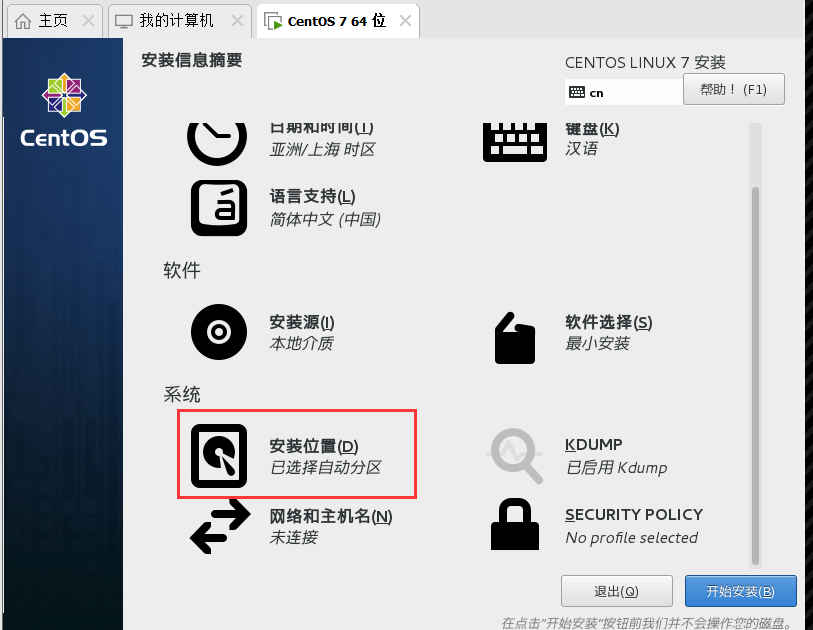 主页
我的计算机
CentOS 7 64 位
CentOS
安装信息摘要
CENTOS LINUX 7 安装
cn
帮助！ (F1)
日期和时间(T)
亚洲/上海 时区
键盘(K)
汉语
语言支持(L)
简体中文 (中国)
软件
安装源(I)
本地介质
软件选择(S)
最小安装
系统
安装位置(D)
已选择自动分区
KDUMP
已启用 Kdump
网络和主机名(N)
未连接
SECURITY POLICY
No profile selected
退出(Q)
开始安装(B)
在点击"开始安装"按钮前我们并不会操作您的磁盘。